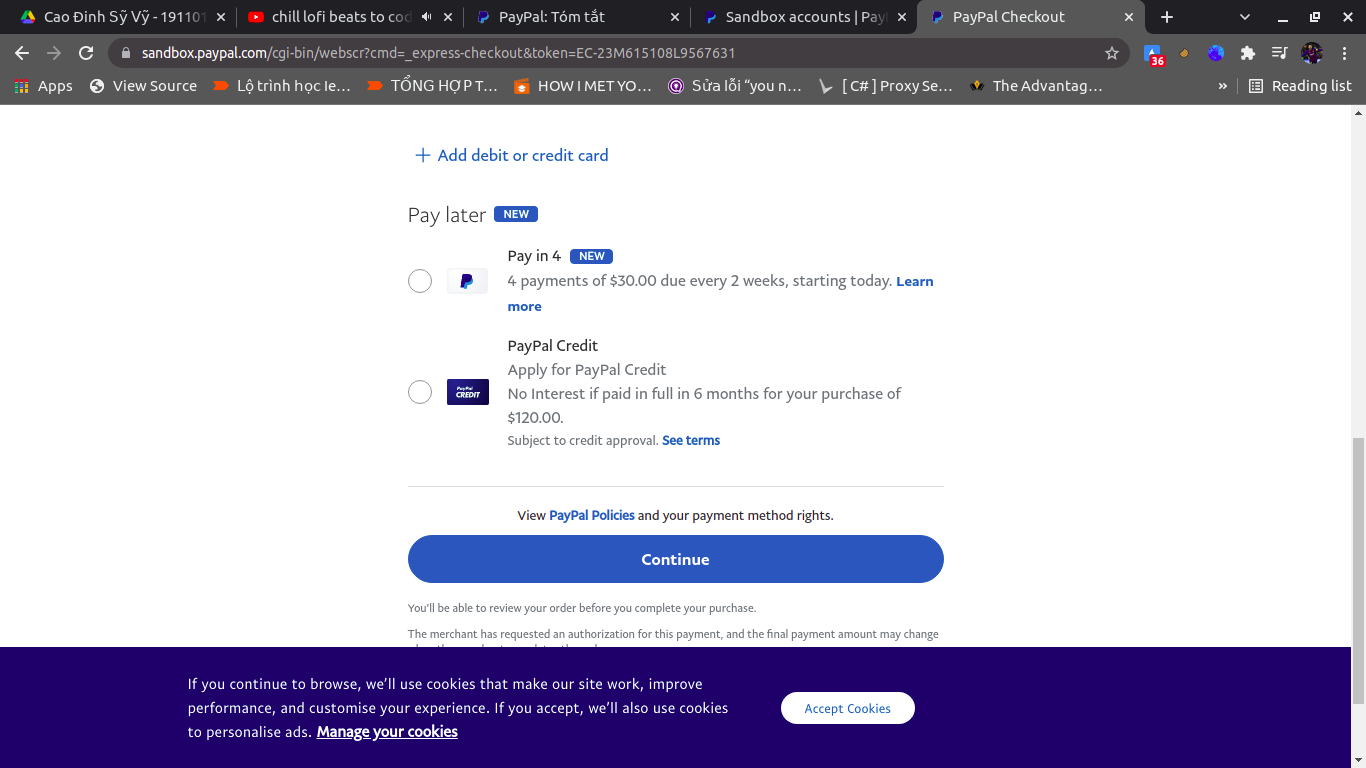 Cao Đinh Sỹ Vỹ - 19110
chill lofi beats to cod
PayPal: Tóm tắt
Sandbox accounts | Pay
PayPal Checkout
sandbox.paypal.com/cgi-bin/webscr?cmd=_express-checkout&token=EC-23M615108L9567631
36
Apps
View Source
Lộ trình học Ie…
TỔNG HỢP T…
HOW I MET YO…
Sửa lỗi “you n…
[ C# ] Proxy Se…
The Advantag…
»
Reading list
+ Add debit or credit card
Pay later NEW
Pay in 4 NEW
4 payments of $30.00 due every 2 weeks, starting today. Learn
more
PayPal Credit
PayPal
CREDIT
Apply for PayPal Credit
No Interest if paid in full in 6 months for your purchase of
$120.00.
Subject to credit approval. See terms
View PayPal Policies and your payment method rights.
Continue
You'll be able to review your order before you complete your purchase.
The merchant has requested an authorization for this payment, and the final payment amount may change
If you continue to browse, we’ll use cookies that make our site work, improve
performance, and customise your experience. If you accept, we’ll also use cookies
to personalise ads. Manage your cookies
Accept Cookies